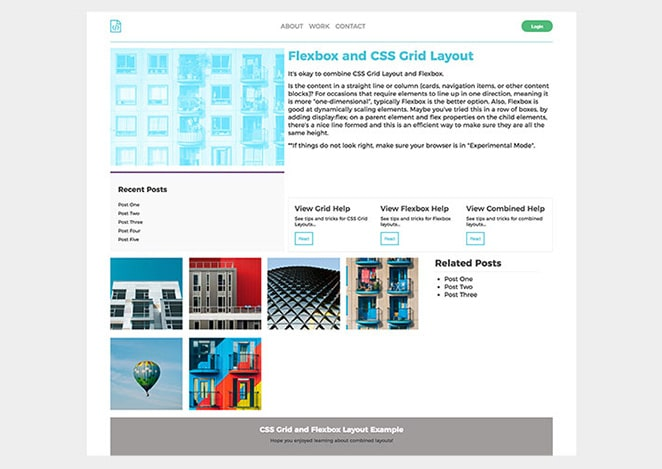 ABOUT WORK CONTACT
Login
Flexbox and CSS Grid Layout
It's okay to combine CSS Grid Layout and Flexbox.
Is the content in a straight line or column (cards, navigation items, or other content
blocks)? For occasions that require elements to line up in one direction, meaning it
is more "one-dimensional", typically Flexbox is the better option. Also, Flexbox is
good at dynamically scaling elements. Maybe you've tried this in a row of boxes, by
adding display:flex; on a parent element and flex properties on the child elements,
there's a nice line formed and this is an efficient way to make sure they are all the
same height.
**If things do not look right, make sure your browser is in "Experimental Mode".
Recent Posts
Post One
Post Two
Post Three
Post Four
Post Five
View Grid Help
See tips and tricks for CSS Grid
Layouts...
Read
View Flexbox Help
See tips and tricks for Flexbox
layouts...
Read
View Combined Help
See tips and tricks for combined
layouts...
Read
Related Posts
Post One
Post Two
Post Three
CSS Grid and Flexbox Layout Example
Hope you enjoyed learning about combined layouts!